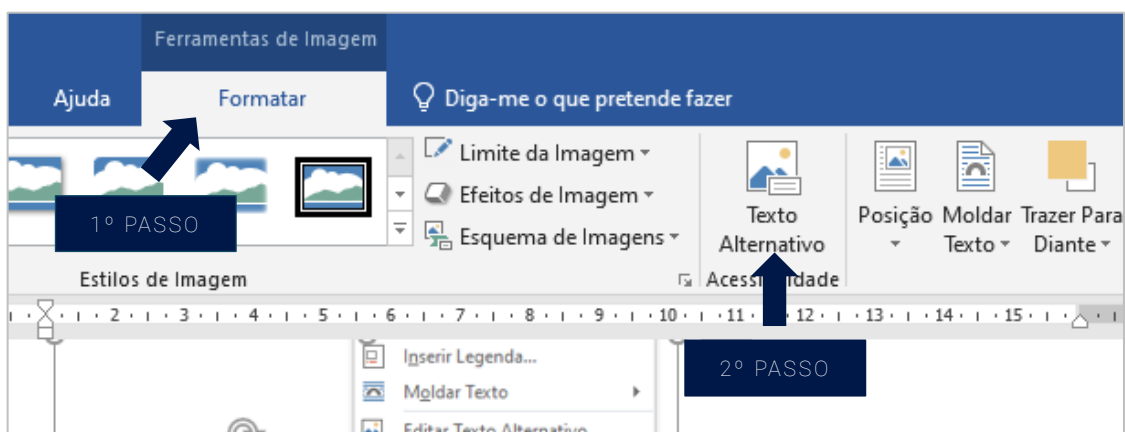 Ferramentas de Imagem
Ajuda
Formatar
Diga-me o que pretende fazer
Limite da Imagem
Efeitos de Imagem
Esquema de Imagens
Texto
Alternativo
Posição
Moldar
Texto
Trazer Para
Diante
1º PASSO
Estilos de Imagem
Acessibilidade
2 3 4 5 6 7 8 9 10 11 12 13 14 15
Inserir Legenda...
Moldar Texto
2º PASSO
Editar Texto Alternativo